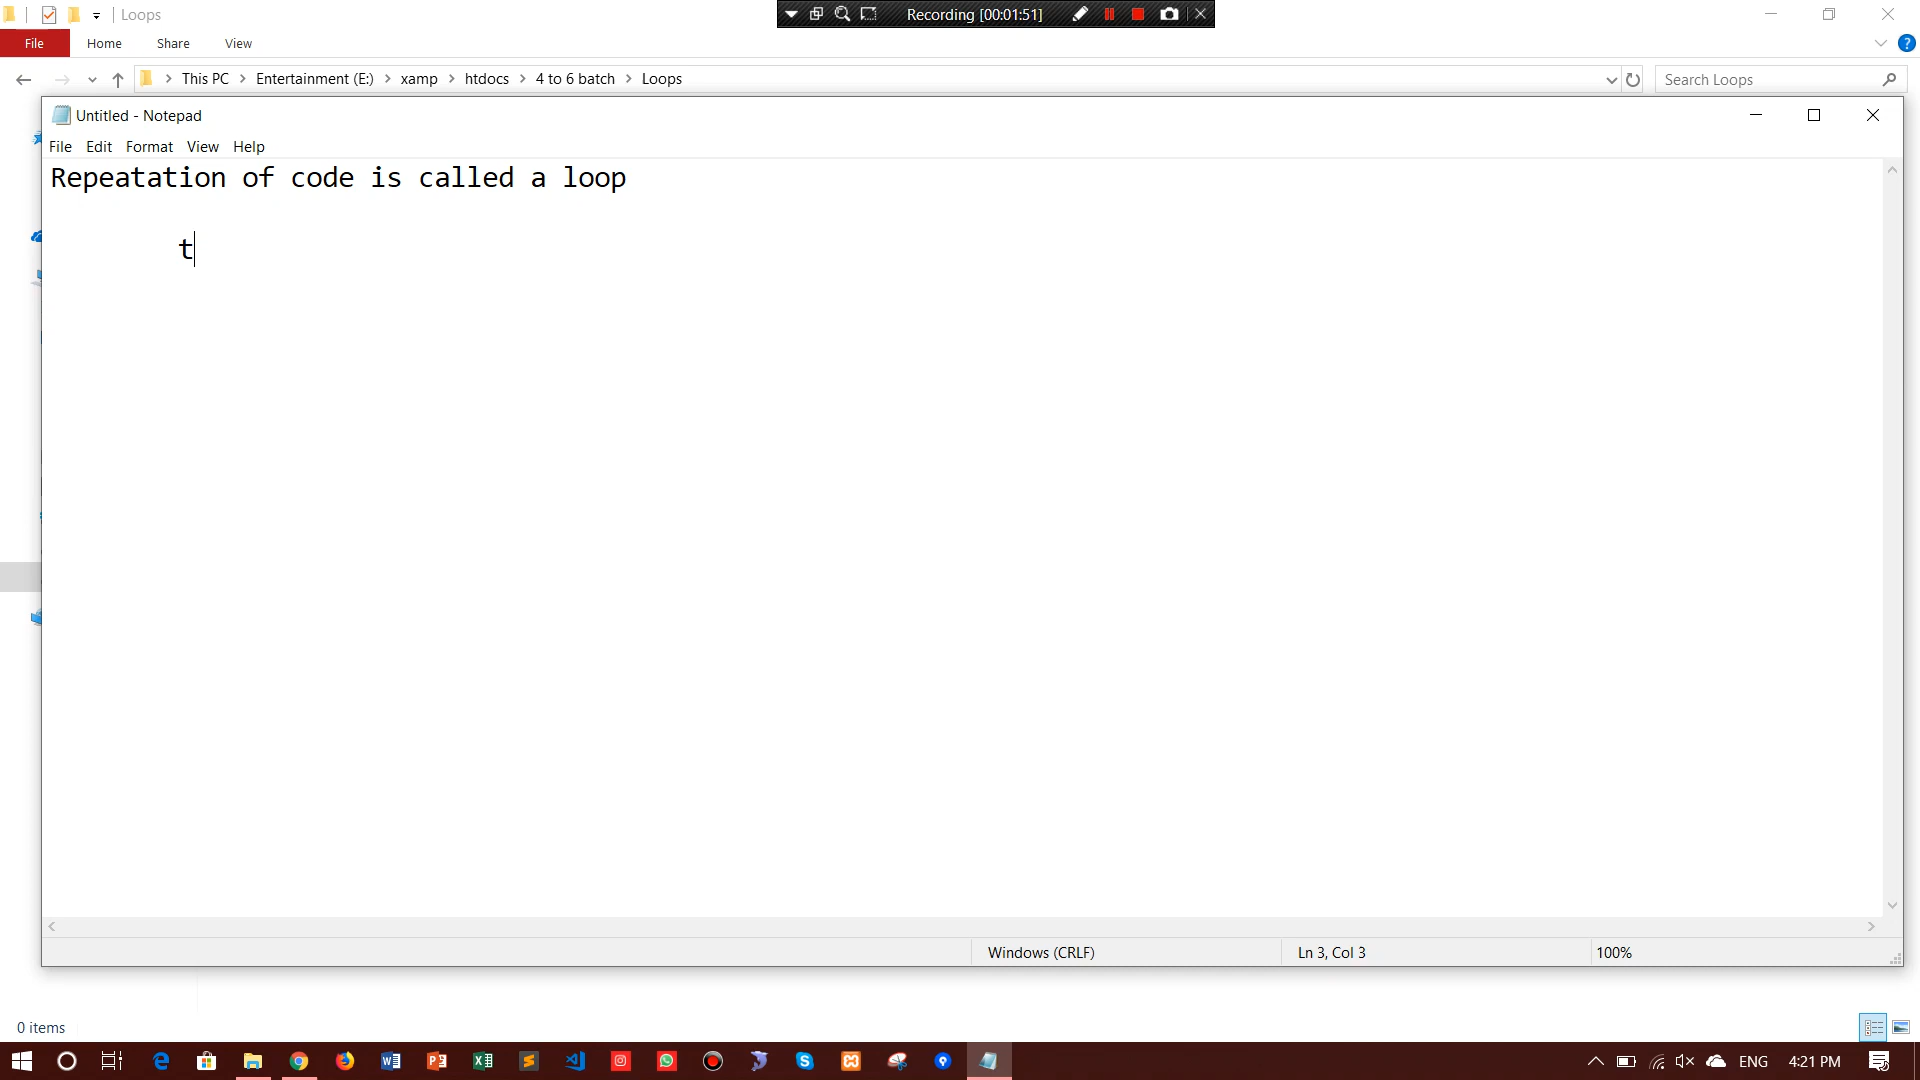 Loops
Recording [00:01:51]
File Home Share View
This PC Entertainment (E:) xamp htdocs 4 to 6 batch Loops
Search Loops
Untitled - Notepad
File Edit Format View Help
Repeatation of code is called a loop
t
Windows (CRLF) Ln 3, Col 3 100%
0 items
ENG 4:21 PM